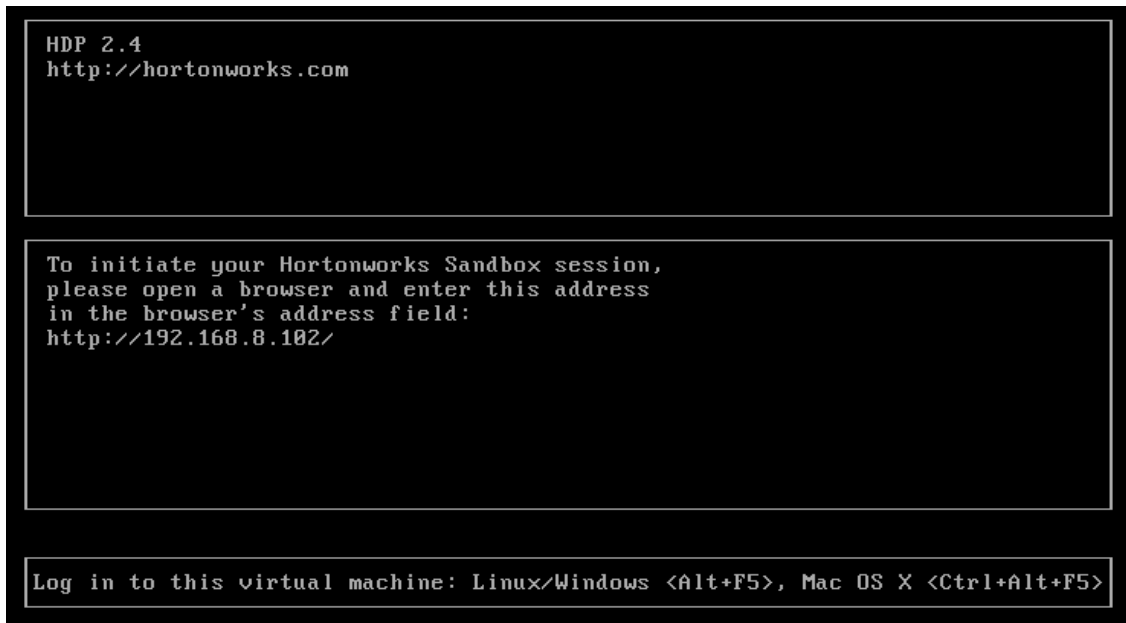 HDP 2.4
http://hortonworks.com
To initiate your Hortonworks Sandbox session,
please open a browser and enter this address
in the browser's address field:
http://192.168.8.102/
Log in to this virtual machine: Linux/Windows <Alt+F5>, Mac OS X <Ctrl+Alt+F5>